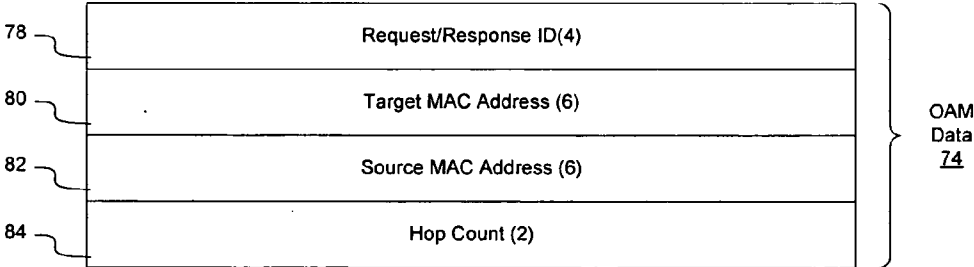 78
Request/Response ID(4)
80
Target MAC Address (6)
82
Source MAC Address (6)
84
Hop Count (2)
OAM
Data
74